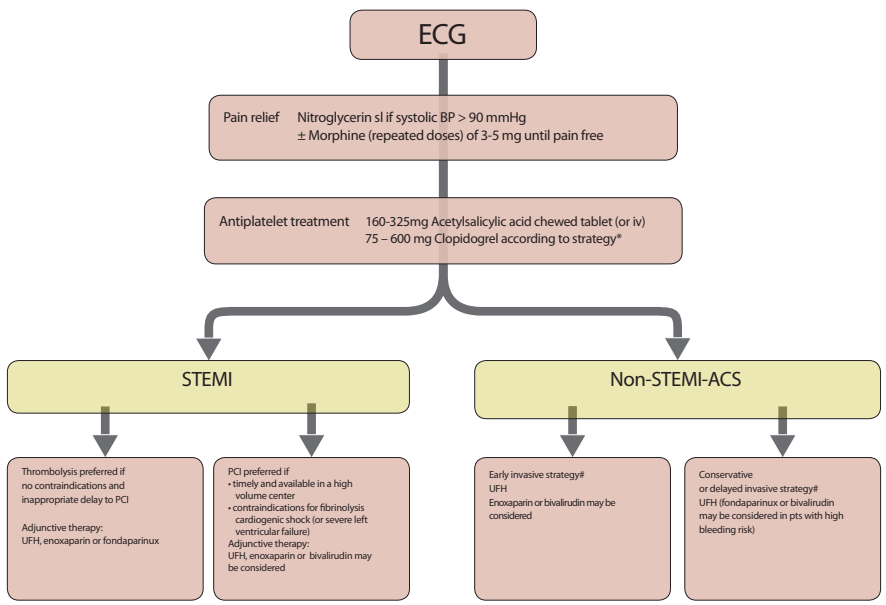 ECG
Pain relief Nitroglycerin sl if systolic BP > 90 mmHg
± Morphine (repeated doses) of 3-5 mg until pain free
Antiplatelet treatment 160-325mg Acetylsalicylic acid chewed tablet (or iv)
75 – 600 mg Clopidogrel according to strategy*
STEMI
Non-STEMI-ACS
Thrombolysis preferred if
no contraindications and
inappropriate delay to PCI
Adjunctive therapy:
UFH, enoxaparin or fondaparinux
PCI preferred if
• timely and available in a high
volume center
• contraindications for fibrinolysis
cardiogenic shock (or severe left
ventricular failure)
Adjunctive therapy:
UFH, enoxaparin or bivalirudin may
be considered
Early invasive strategy#
UFH
Enoxaparin or bivalirudin may be
considered
Conservative
or delayed invasive strategy#
UFH (fondaparinux or bivalirudin
may be considered in pts with high
bleeding risk)